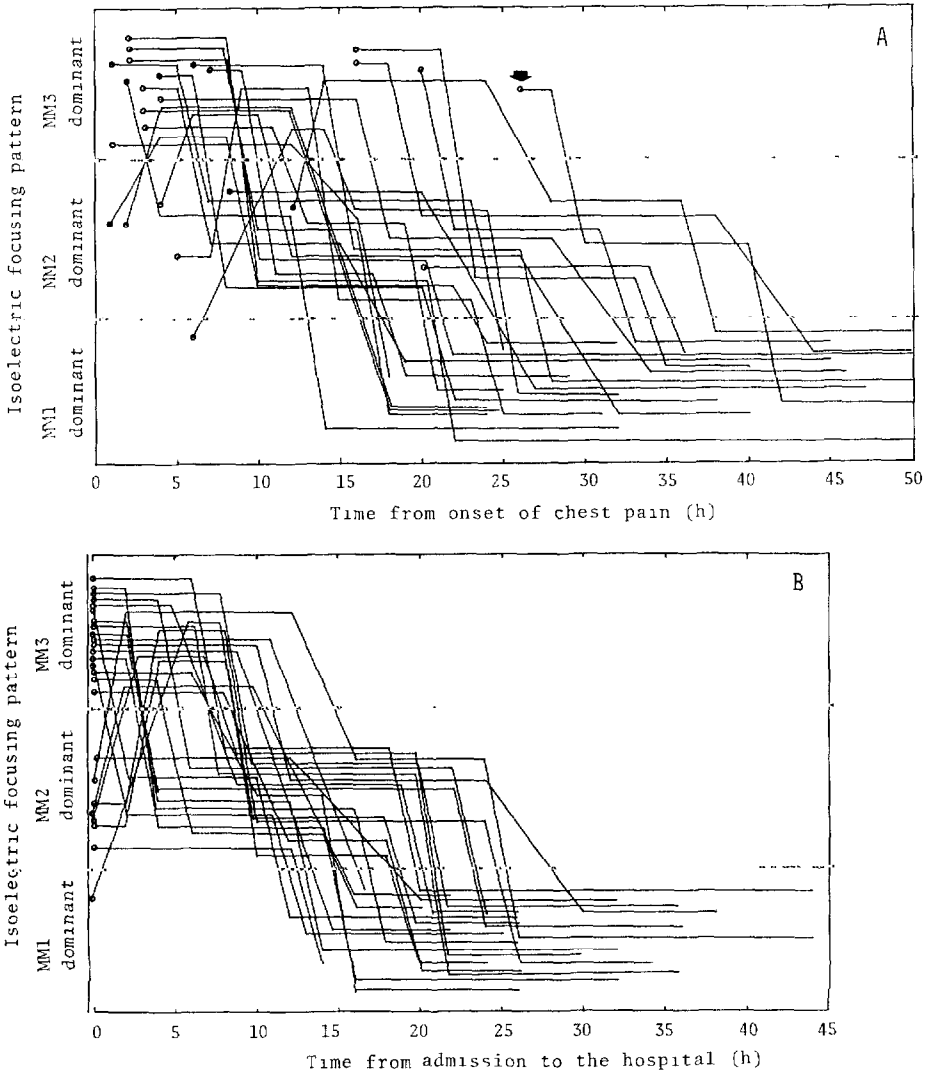 A
Isoelectric focusing pattern
MM3 dominant
MM2 dominant
MM1 dominant
0 5 10 15 20 25 30 35 40 45 50
Time from onset of chest pain (h)
B
Isoelectric focusing pattern
MM3 dominant
MM2 dominant
MM1 dominant
0 5 10 15 20 25 30 35 40 45
Time from admission to the hospital (h)